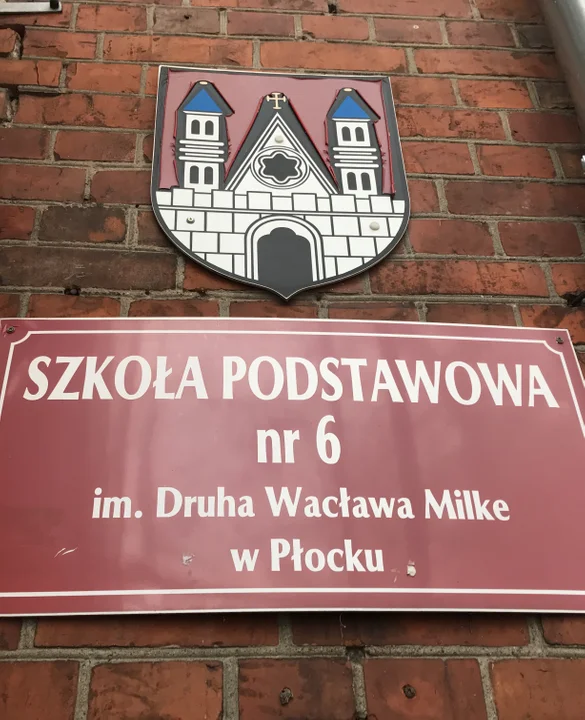 SZKOŁA PODSTAWOWA
nr 6
im. Druha Wacława Milke
w Płocku